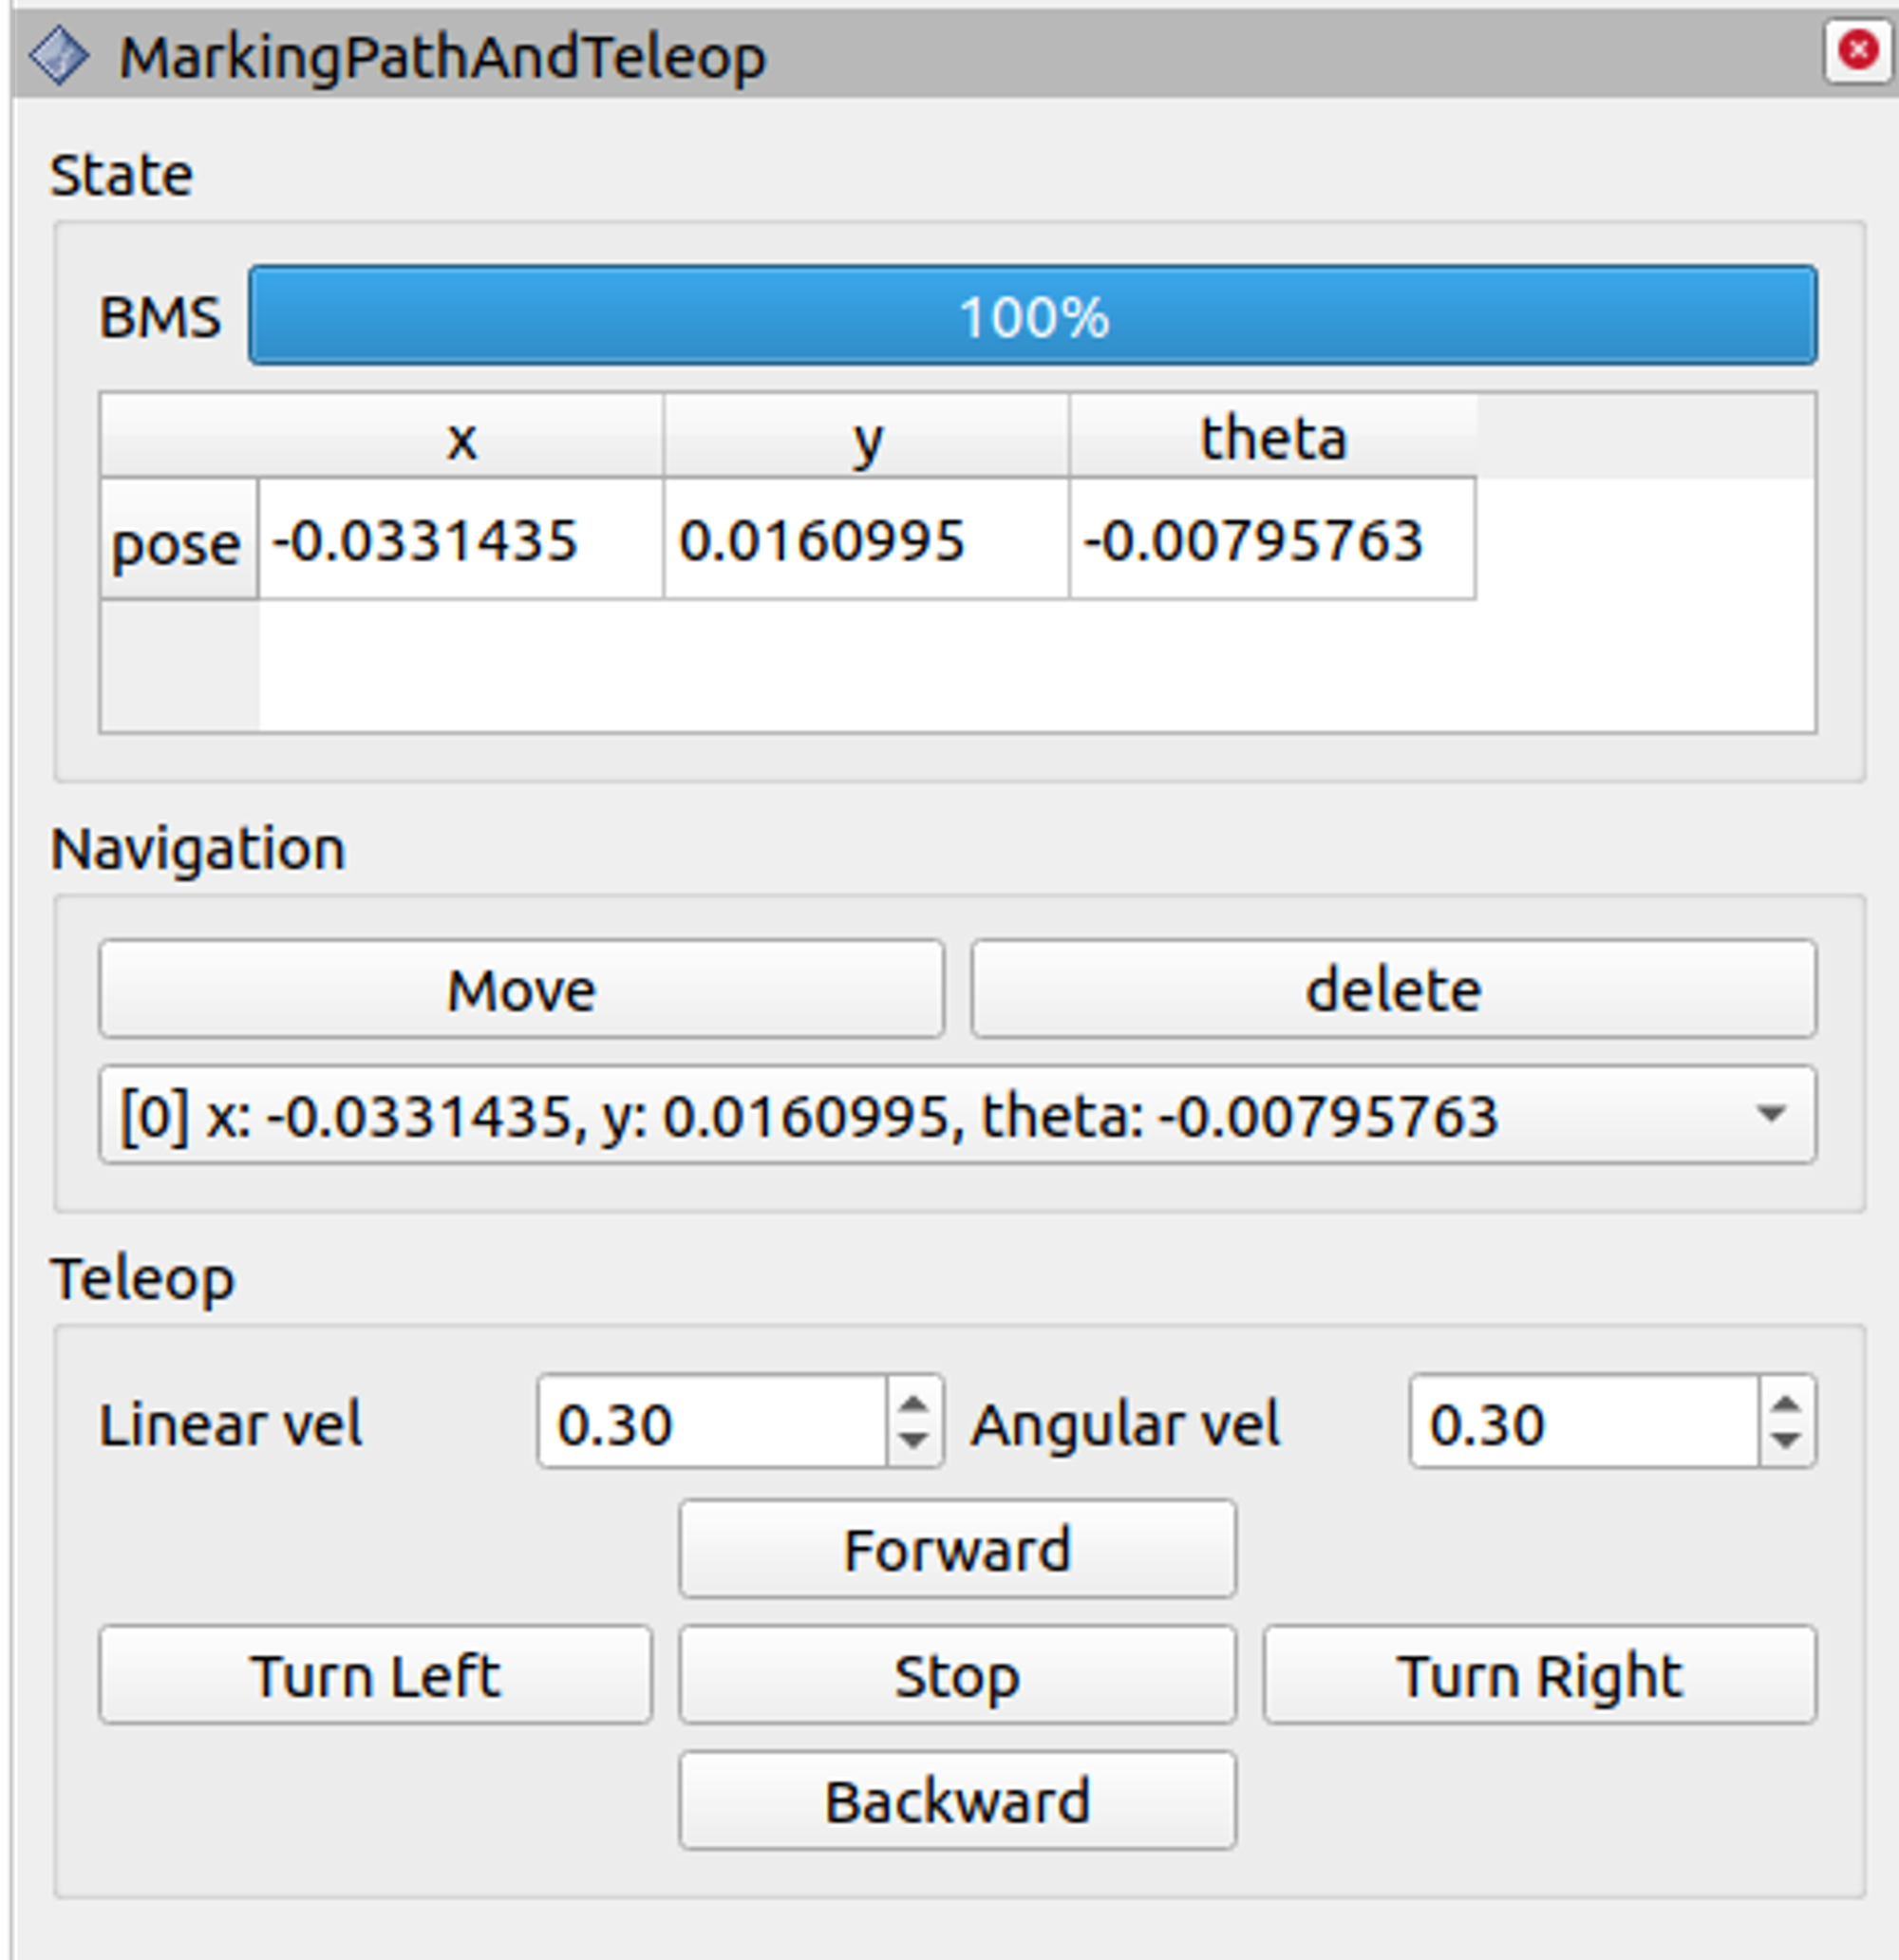 MarkingPathAndTeleop
State
BMS 100%
x y theta
pose -0.0331435 0.0160995 -0.00795763
Navigation
Move delete
[0] x: -0.0331435, y: 0.0160995, theta: -0.00795763
Teleop
Linear vel 0.30 Angular vel 0.30
Forward
Turn Left Stop Turn Right
Backward